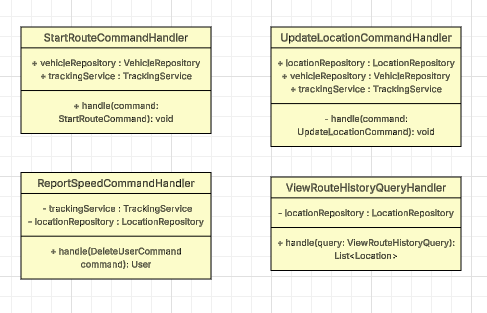 StartRouteCommandHandler
+ vehicleRepository : VehicleRepository
+ trackingService : TrackingService
+ handle(command:
StartRouteCommand): void
UpdateLocationCommandHandler
+ locationRepository : LocationRepository
+ vehicleRepository : VehicleRepository
+ trackingService : TrackingService
- handle(command:
UpdateLocationCommand): void
ReportSpeedCommandHandler
- trackingService : TrackingService
- locationRepository : LocationRepository
+ handle(DeleteUserCommand
command): User
ViewRouteHistoryQueryHandler
- locationRepository : LocationRepository
+ handle(query: ViewRouteHistoryQuery):
List<Location>